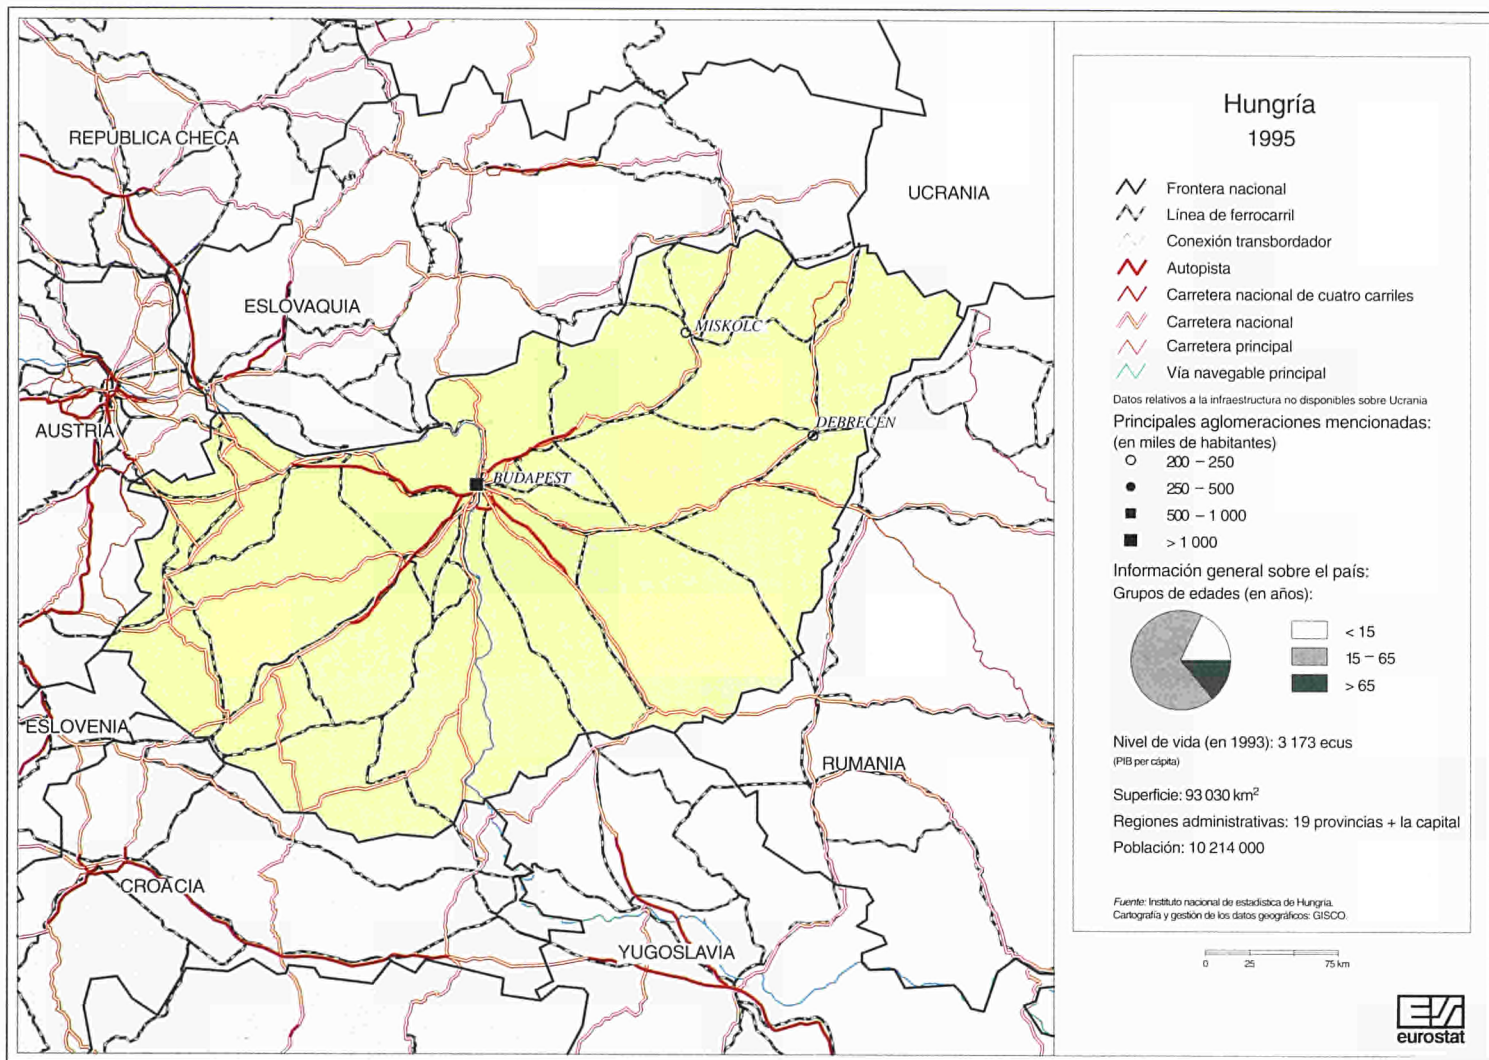 REPUBLICA CHECA
UCRANIA
ESLOVAQUIA
MISKOLC
AUSTRIA
DEBRECEN
BUDAPEST
ESLOVENIA
RUMANIA
CROACIA
YUGOSLAVIA
Hungría
1995
Frontera nacional
Línea de ferrocarril
Conexión transbordador
Autopista
Carretera nacional de cuatro carriles
Carretera nacional
Carretera principal
Vía navegable principal
Datos relativos a la infraestructura no disponibles sobre Ucrania
Principales aglomeraciones mencionadas:
(en miles de habitantes)
200 – 250
250 – 500
500 – 1 000
> 1 000
Información general sobre el país:
Grupos de edades (en años):
< 15
15 – 65
> 65
Nivel de vida (en 1993): 3 173 ecus
(PIB per cápita)
Superficie: 93 030 km²
Regiones administrativas: 19 provincias + la capital
Población: 10 214 000
Fuente: Instituto nacional de estadística de Hungría.
Cartografía y gestión de los datos geográficos: GISCO.
0 25 75 km
eurostat